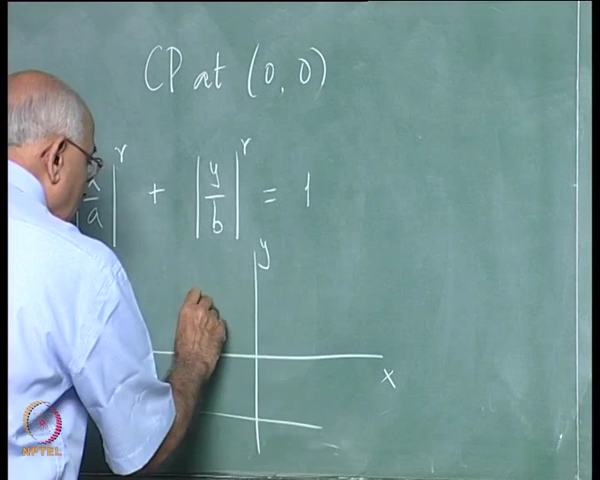 CP at (0, 0)
|x/a|^r + |y/b|^r = 1
y
x
NPTEL